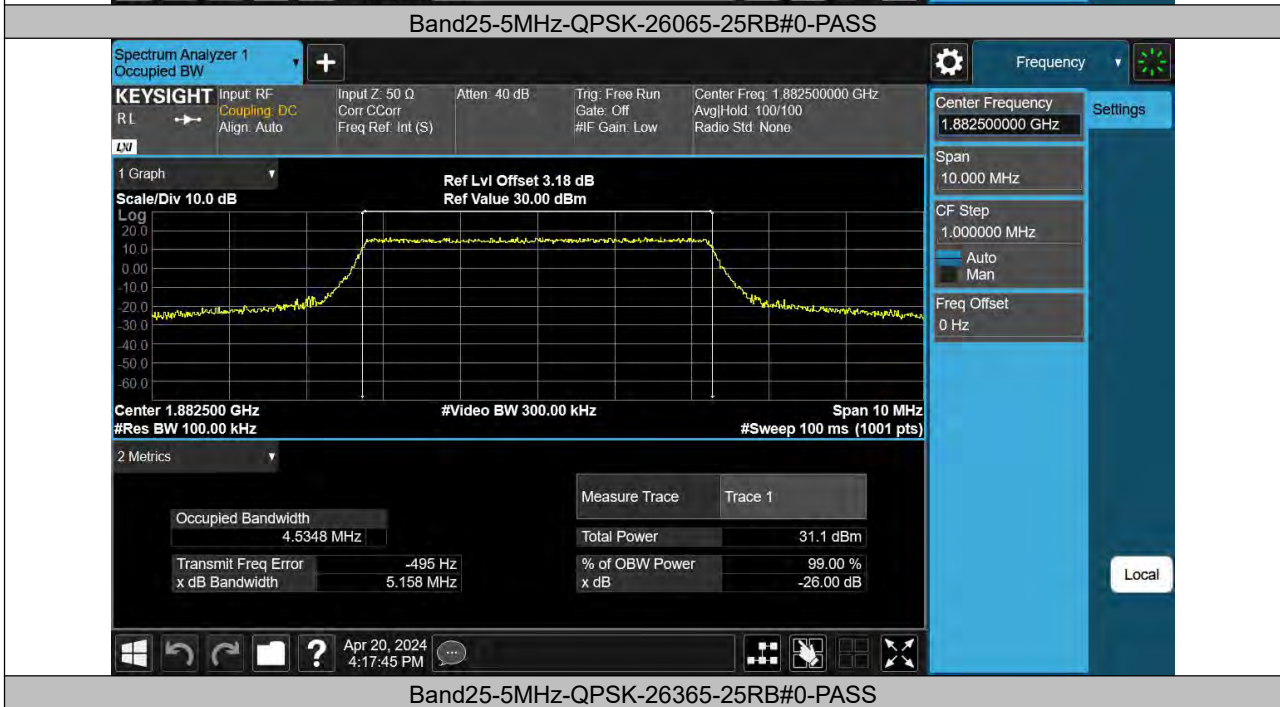 Band25-5MHz-QPSK-26065-25RB#0-PASS
Spectrum Analyzer 1
Occupied BW
Frequency
KEYSIGHT
RL
LXI
Input: RF
Coupling: DC
Align: Auto
Input Z: 50 Ω
Corr CCorr
Freq Ref: Int (S)
Atten: 40 dB
Trig: Free Run
Gate: Off
#IF Gain: Low
Center Freq: 1.882500000 GHz
Avg|Hold: 100/100
Radio Std: None
Center Frequency
1.882500000 GHz
Settings
Span
10.000 MHz
CF Step
1.000000 MHz
Auto
Man
Freq Offset
0 Hz
Local
1 Graph
Scale/Div 10.0 dB
Ref Lvl Offset 3.18 dB
Ref Value 30.00 dBm
Log
20.0
10.0
0.00
-10.0
-20.0
-30.0
-40.0
-50.0
-60.0
Center 1.882500 GHz
#Res BW 100.00 kHz
#Video BW 300.00 kHz
Span 10 MHz
#Sweep 100 ms (1001 pts)
2 Metrics
Measure Trace Trace 1
Occupied Bandwidth
4.5348 MHz
Total Power 31.1 dBm
Transmit Freq Error -495 Hz
% of OBW Power 99.00 %
x dB Bandwidth 5.158 MHz
x dB -26.00 dB
?
Apr 20, 2024
4:17:45 PM
Band25-5MHz-QPSK-26365-25RB#0-PASS